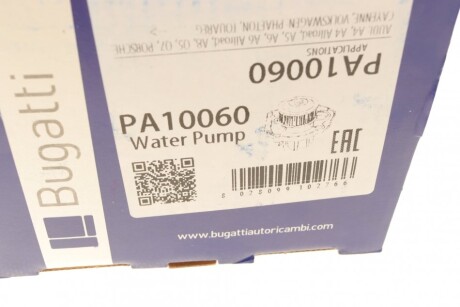 CAYENNE, VOLKSWAGEN-PHAETON, TOUAREG
AUDI: A4, A4 Allroad, A5, A6, A6 Allroad, A8, Q5, Q7, PORSCHE
APPLICATIONS
PA10060
PA10060
Water Pump
EAC
Bugatti
www.bugattiautoricambi.com